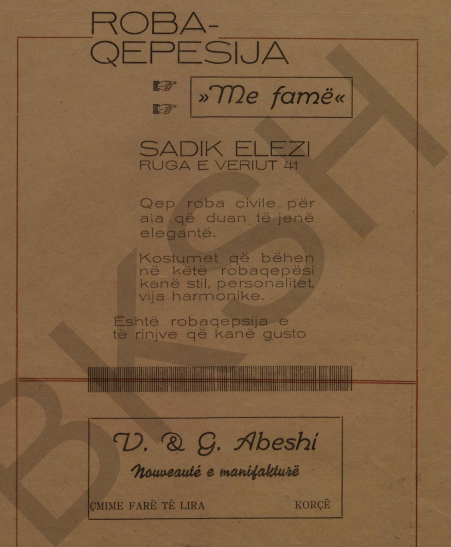 ROBA-
QEPESIJA
☞ »Me famë«
☞
SADIK ELEZI
RUGA E VERIUT 41
Qep roba civile për
ata që duan të jenë
elegantë.
Kostumet që bëhen
në këtë robaqepësi
kanë stil, personalitet,
vija harmonike.
Është robaqepsija e
të rinjve që kanë gusto
V. & G. Abeshi
Nouveauté e manifakturë
ÇMIME FARË TË LIRA KORÇË
BKSH